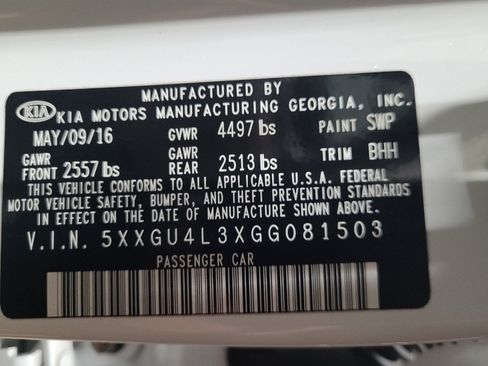 MANUFACTURED BY
KIA KIA MOTORS MANUFACTURING GEORGIA, INC.
MAY/09/16 GVWR 4497 lbs PAINT SWP
GAWR FRONT 2557 lbs GAWR REAR 2513 lbs TRIM BHH
THIS VEHICLE CONFORMS TO ALL APPLICABLE U.S.A. FEDERAL
MOTOR VEHICLE SAFETY, BUMPER, AND THEFT PREVENTION STANDARDS
IN EFFECT ON THE DATE OF MANUFACTURE SHOWN ABOVE.
V.I.N. 5XXGU4L3XGG081503
PASSENGER CAR